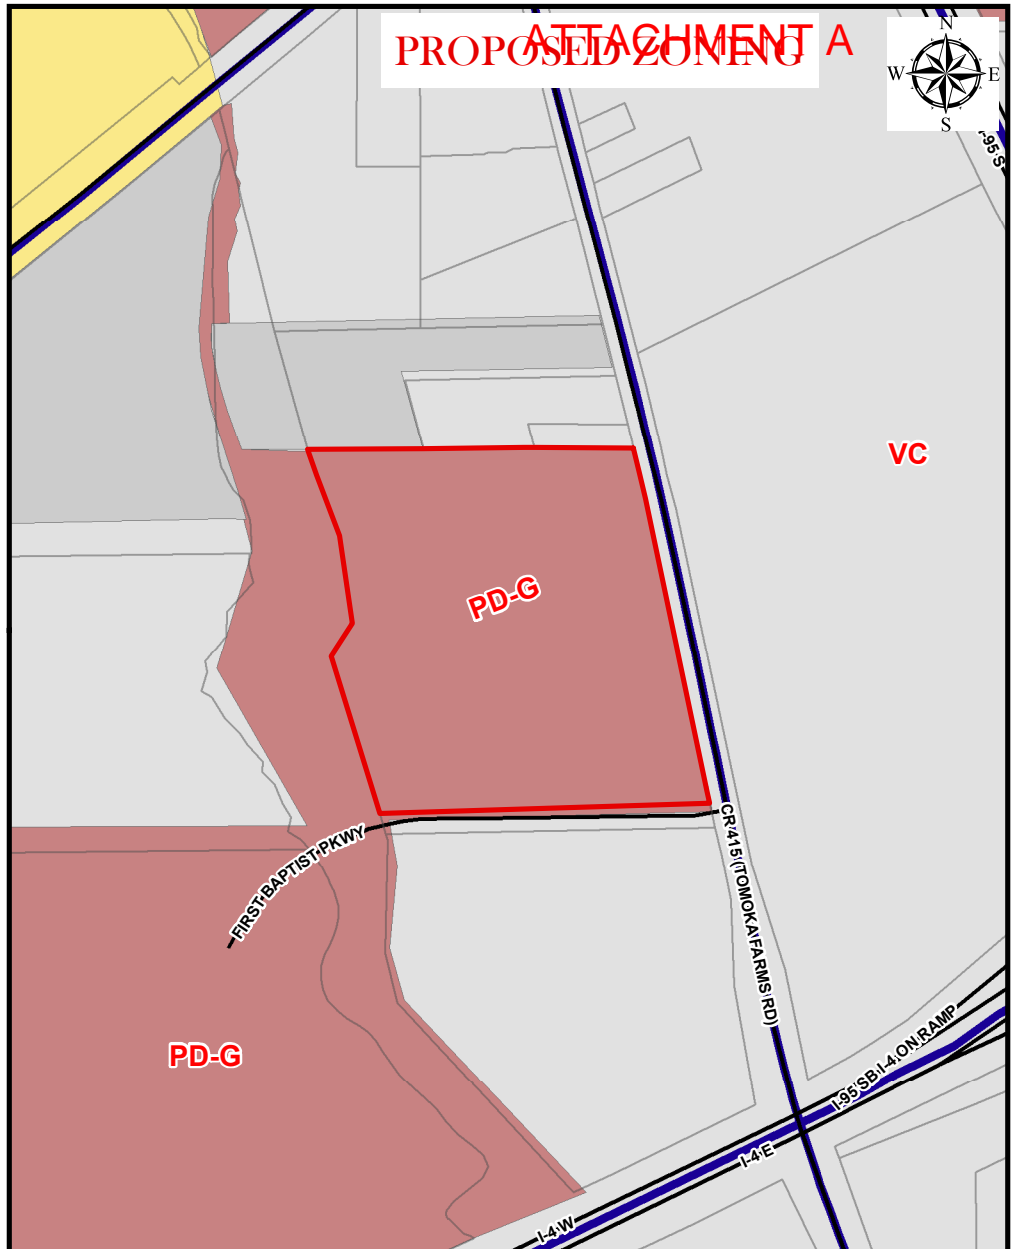 ATTACHMENT A
PROPOSED ZONING
N
W
E
S
I-95 S
VC
PD-G
FIRST BAPTIST PKWY
CR 415 (TOMOKA FARMS RD)
PD-G
I-95 SB I-4 ON RAMP
I-4 E
I-4 W